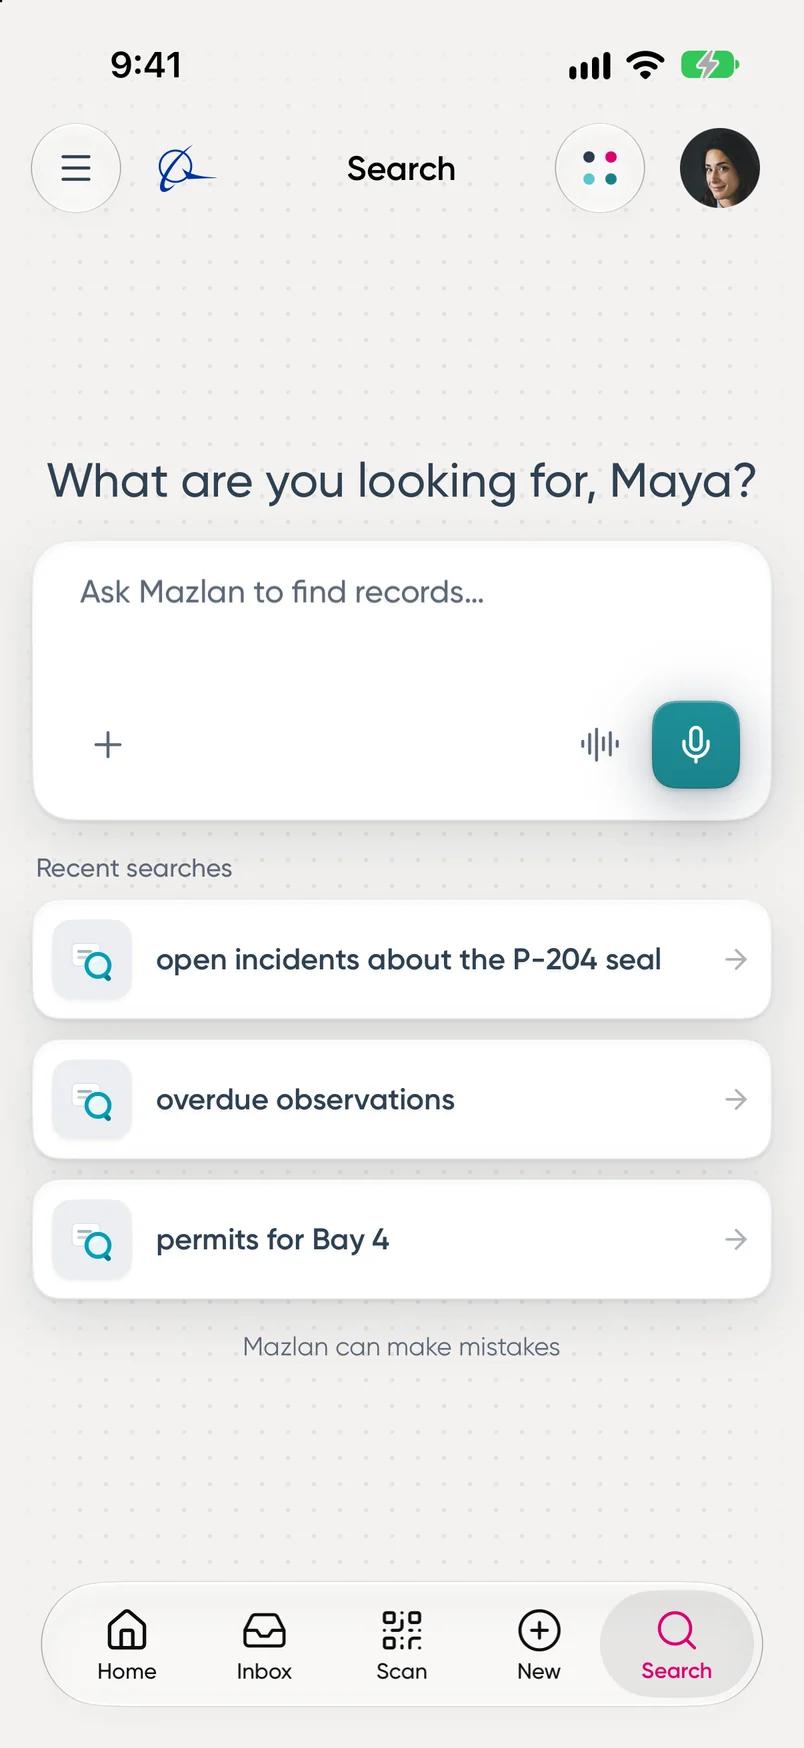 9:41
Search
What are you looking for, Maya?
Ask Mazlan to find records...
Recent searches
open incidents about the P-204 seal
overdue observations
permits for Bay 4
Mazlan can make mistakes
Home
Inbox
Scan
New
Search